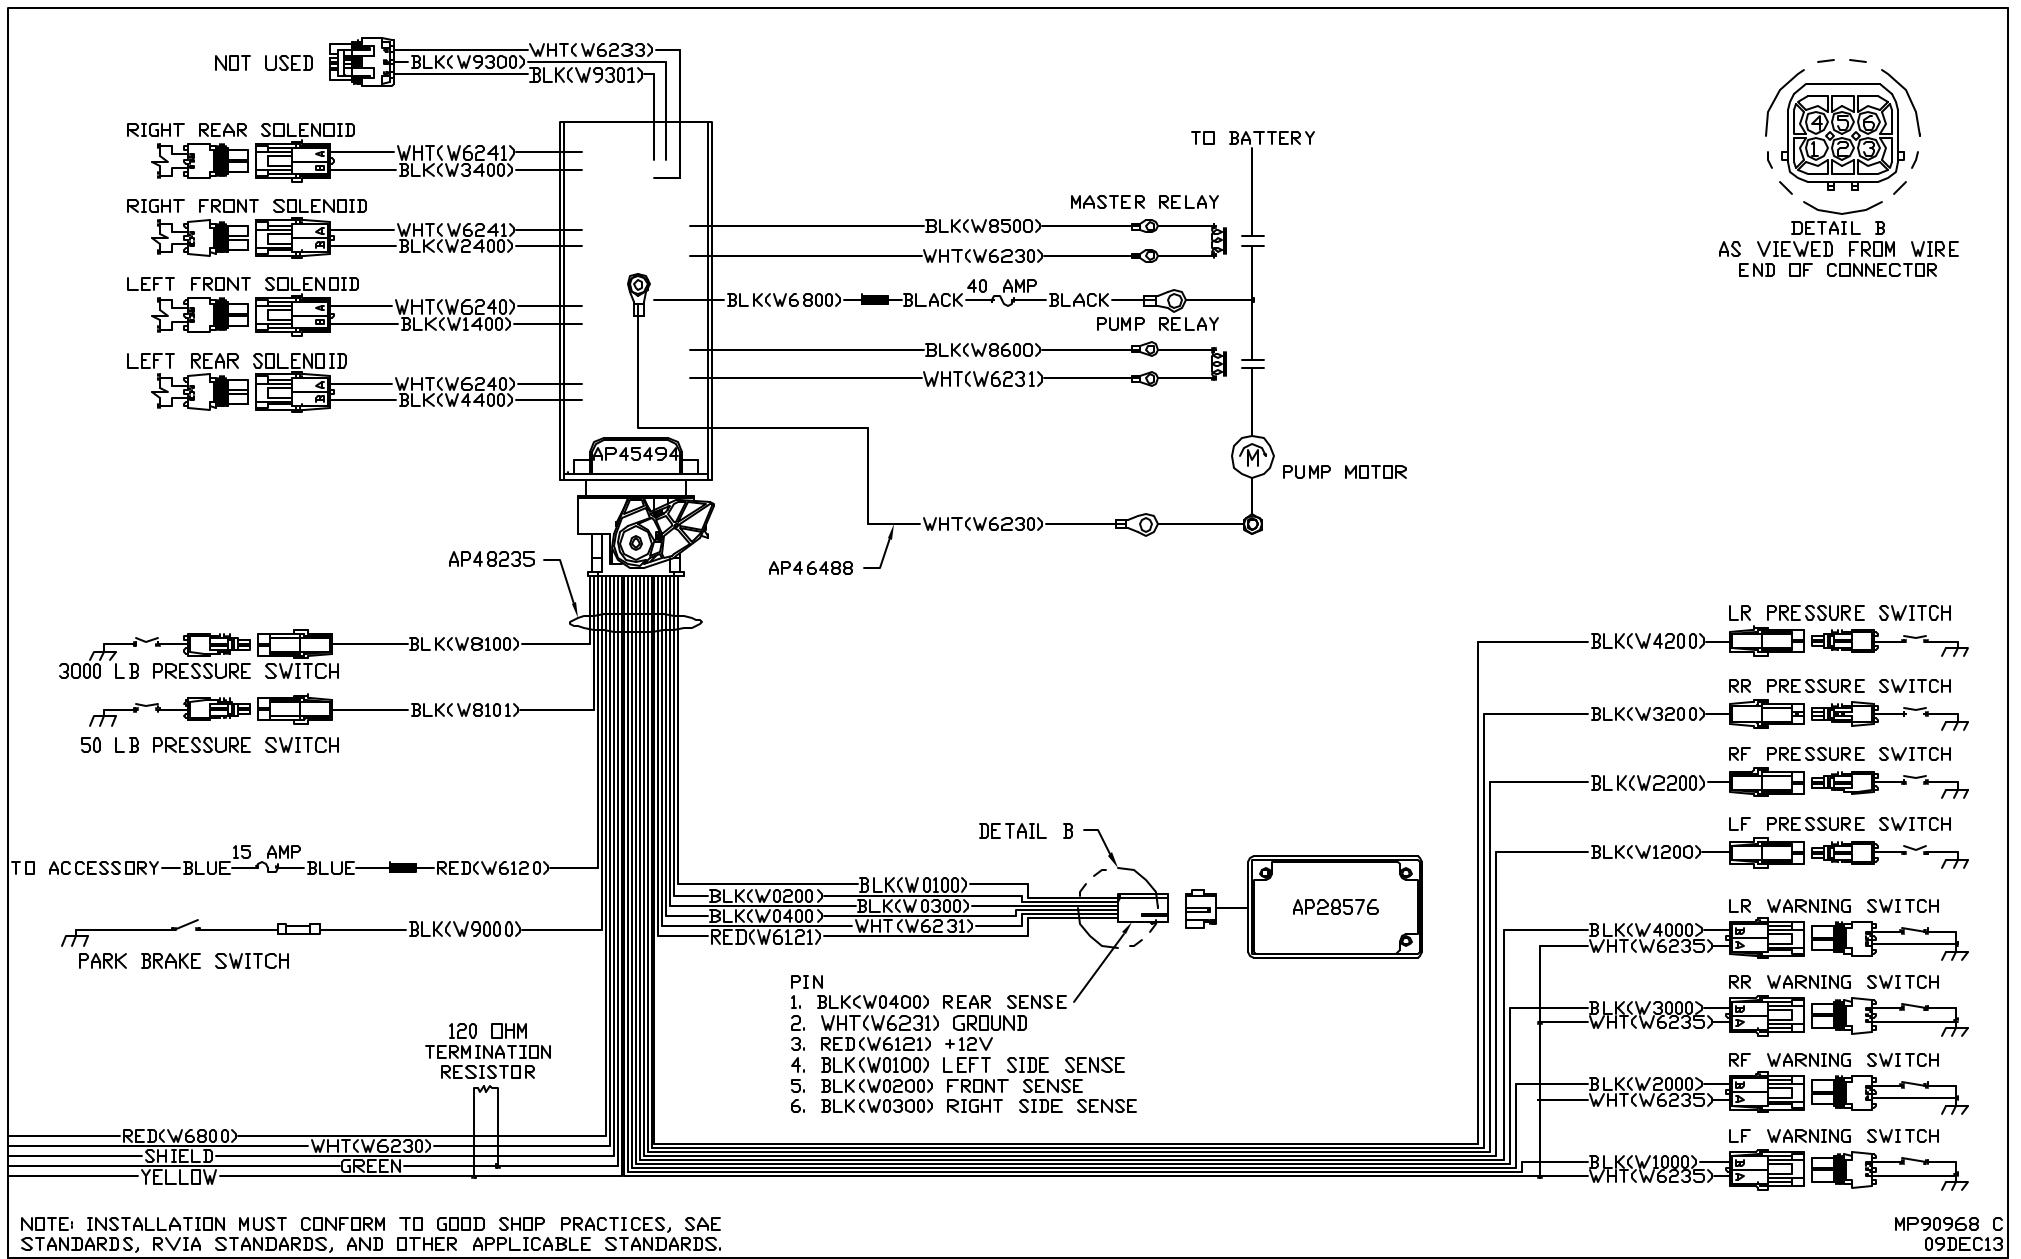 NOT USED
WHT(W6233)
BLK(W9300)
BLK(W9301)
RIGHT REAR SOLENOID
A
B
WHT(W6241)
BLK(W3400)
RIGHT FRONT SOLENOID
A
B
WHT(W6241)
BLK(W2400)
LEFT FRONT SOLENOID
A
B
WHT(W6240)
BLK(W1400)
LEFT REAR SOLENOID
A
B
WHT(W6240)
BLK(W4400)
AP45494
TO BATTERY
MASTER RELAY
BLK(W8500)
WHT(W6230)
BLK(W6800)
BLACK
40 AMP
BLACK
PUMP RELAY
BLK(W8600)
WHT(W6231)
M
PUMP MOTOR
WHT(W6230)
AP46488
AP48235
4 5 6
1 2 3
DETAIL B
AS VIEWED FROM WIRE
END OF CONNECTOR
BLK(W8100)
3000 LB PRESSURE SWITCH
BLK(W8101)
50 LB PRESSURE SWITCH
TO ACCESSORY
BLUE
15 AMP
BLUE
RED(W6120)
BLK(W9000)
PARK BRAKE SWITCH
120 OHM
TERMINATION
RESISTOR
RED(W6800)
WHT(W6230)
SHIELD
GREEN
YELLOW
DETAIL B
BLK(W0100)
BLK(W0200)
BLK(W0300)
BLK(W0400)
WHT(W6231)
RED(W6121)
AP28576
PIN
1. BLK(W0400) REAR SENSE
2. WHT(W6231) GROUND
3. RED(W6121) +12V
4. BLK(W0100) LEFT SIDE SENSE
5. BLK(W0200) FRONT SENSE
6. BLK(W0300) RIGHT SIDE SENSE
LR PRESSURE SWITCH
BLK(W4200)
RR PRESSURE SWITCH
BLK(W3200)
RF PRESSURE SWITCH
BLK(W2200)
LF PRESSURE SWITCH
BLK(W1200)
LR WARNING SWITCH
BLK(W4000)
WHT(W6235)
B
A
RR WARNING SWITCH
BLK(W3000)
WHT(W6235)
B
A
RF WARNING SWITCH
BLK(W2000)
WHT(W6235)
B
A
LF WARNING SWITCH
BLK(W1000)
WHT(W6235)
B
A
NOTE: INSTALLATION MUST CONFORM TO GOOD SHOP PRACTICES, SAE
STANDARDS, RVIA STANDARDS, AND OTHER APPLICABLE STANDARDS.
MP90968 C
09DEC13